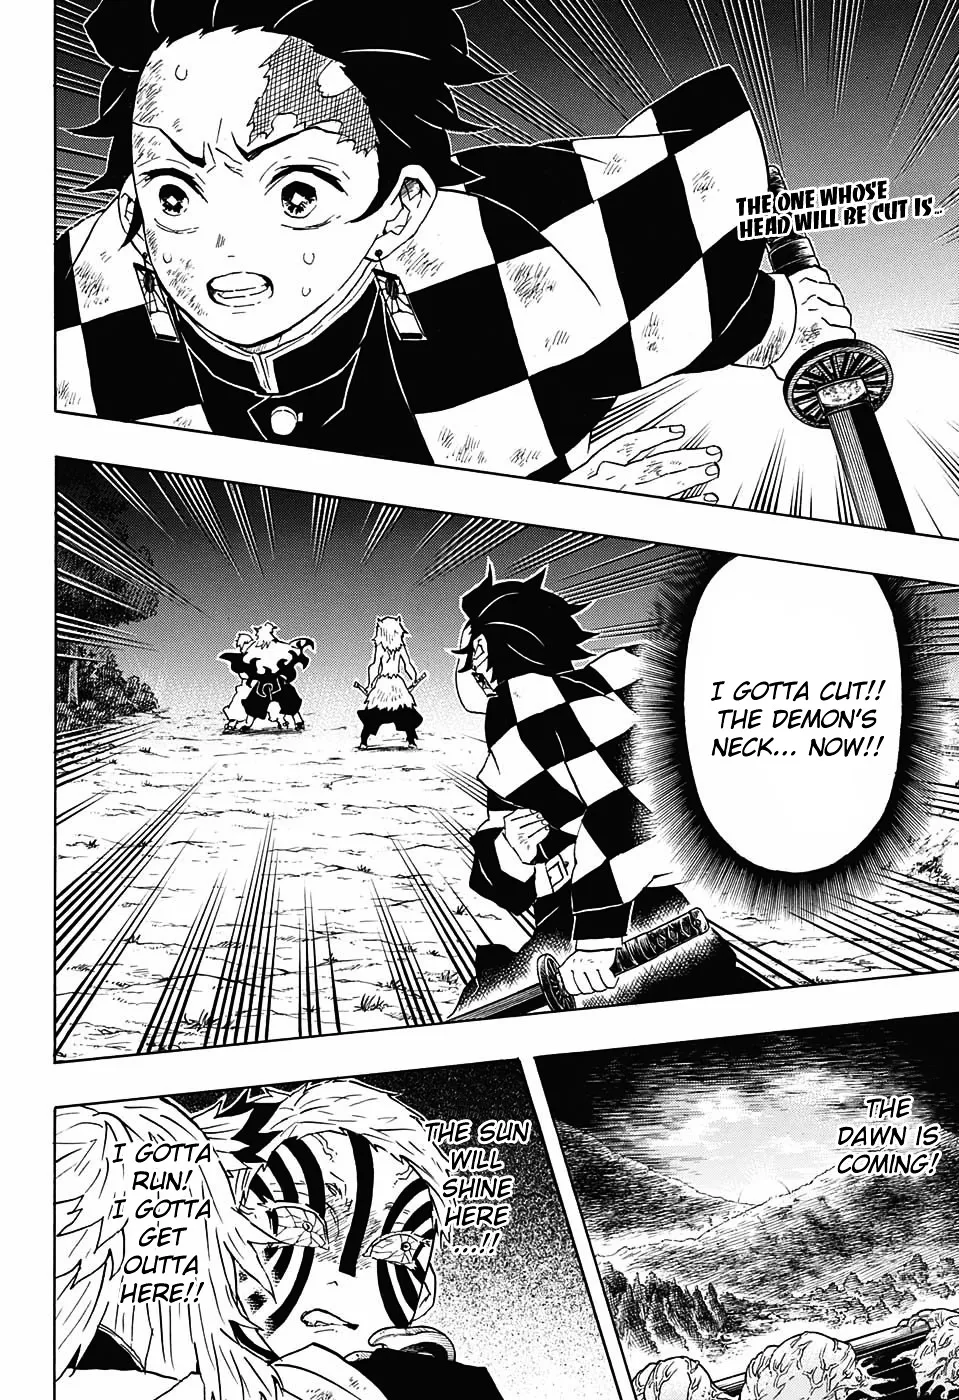 THE ONE WHOSE
HEAD WILL BE CUT IS..
I GOTTA CUT!!
THE DEMON'S
NECK... NOW!!
THE
DAWN IS
COMING!
THE SUN
WILL
SHINE
HERE
...!!
I GOTTA
RUN!
I GOTTA
GET
OUTTA
HERE!!